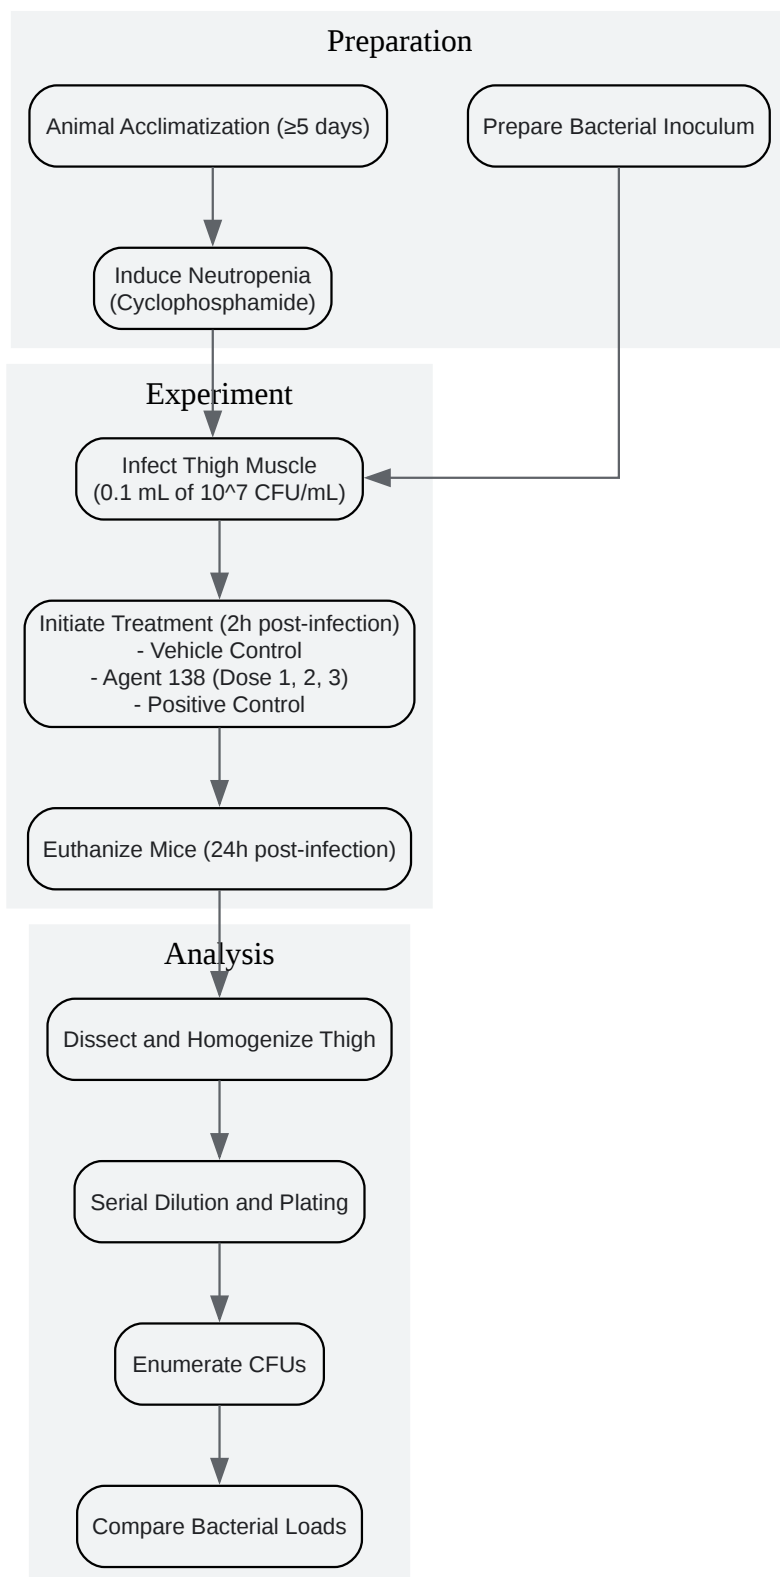 Preparation
Animal Acclimatization (≥5 days)
Prepare Bacterial Inoculum
Induce Neutropenia
(Cyclophosphamide)
Experiment
Infect Thigh Muscle
(0.1 mL of 10^7 CFU/mL)
Initiate Treatment (2h post-infection)
- Vehicle Control
- Agent 138 (Dose 1, 2, 3)
- Positive Control
Euthanize Mice (24h post-infection)
Analysis
Dissect and Homogenize Thigh
Serial Dilution and Plating
Enumerate CFUs
Compare Bacterial Loads